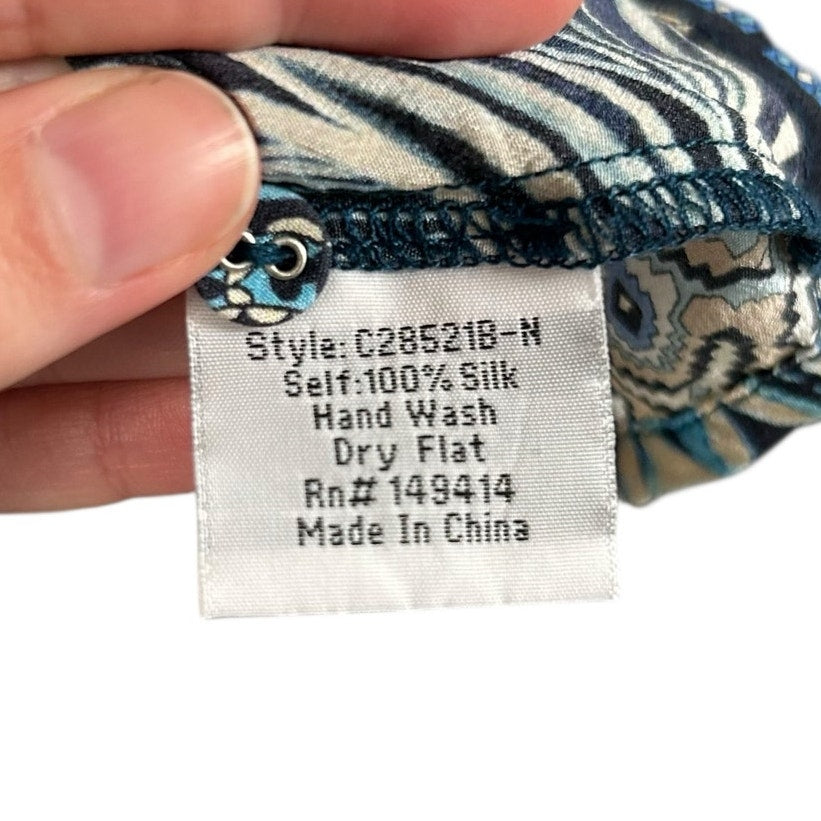 Style: C28521B-N
Self:100% Silk
Hand Wash
Dry Flat
Rn# 149414
Made In China